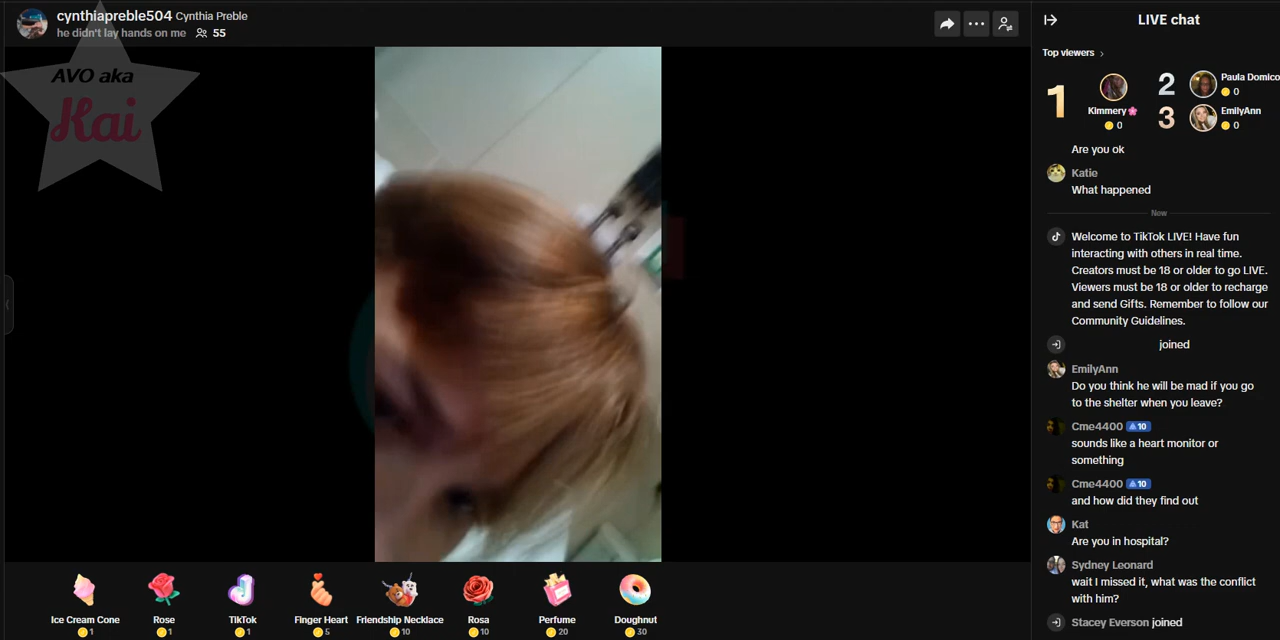 cynthiapreble504 Cynthia Preble
he didn't lay hands on me 55
AVO aka
Kai
LIVE chat
Top viewers >
1
Kimmery
0
2
Paula Domico
0
3
EmilyAnn
0
Are you ok
Katie
What happened
Now
Welcome to TikTok LIVE! Have fun
interacting with others in real time.
Creators must be 18 or older to go LIVE.
Viewers must be 18 or older to recharge
and send Gifts. Remember to follow our
Community Guidelines.
joined
EmilyAnn
Do you think he will be mad if you go
to the shelter when you leave?
Cme4400 10
sounds like a heart monitor or
something
Cme4400 10
and how did they find out
Kat
Are you in hospital?
Sydney Leonard
wait I missed it, what was the conflict
with him?
Stacey Everson joined
Ice Cream Cone
1
Rose
1
TikTok
1
Finger Heart
5
Friendship Necklace
10
Rosa
10
Perfume
20
Doughnut
30